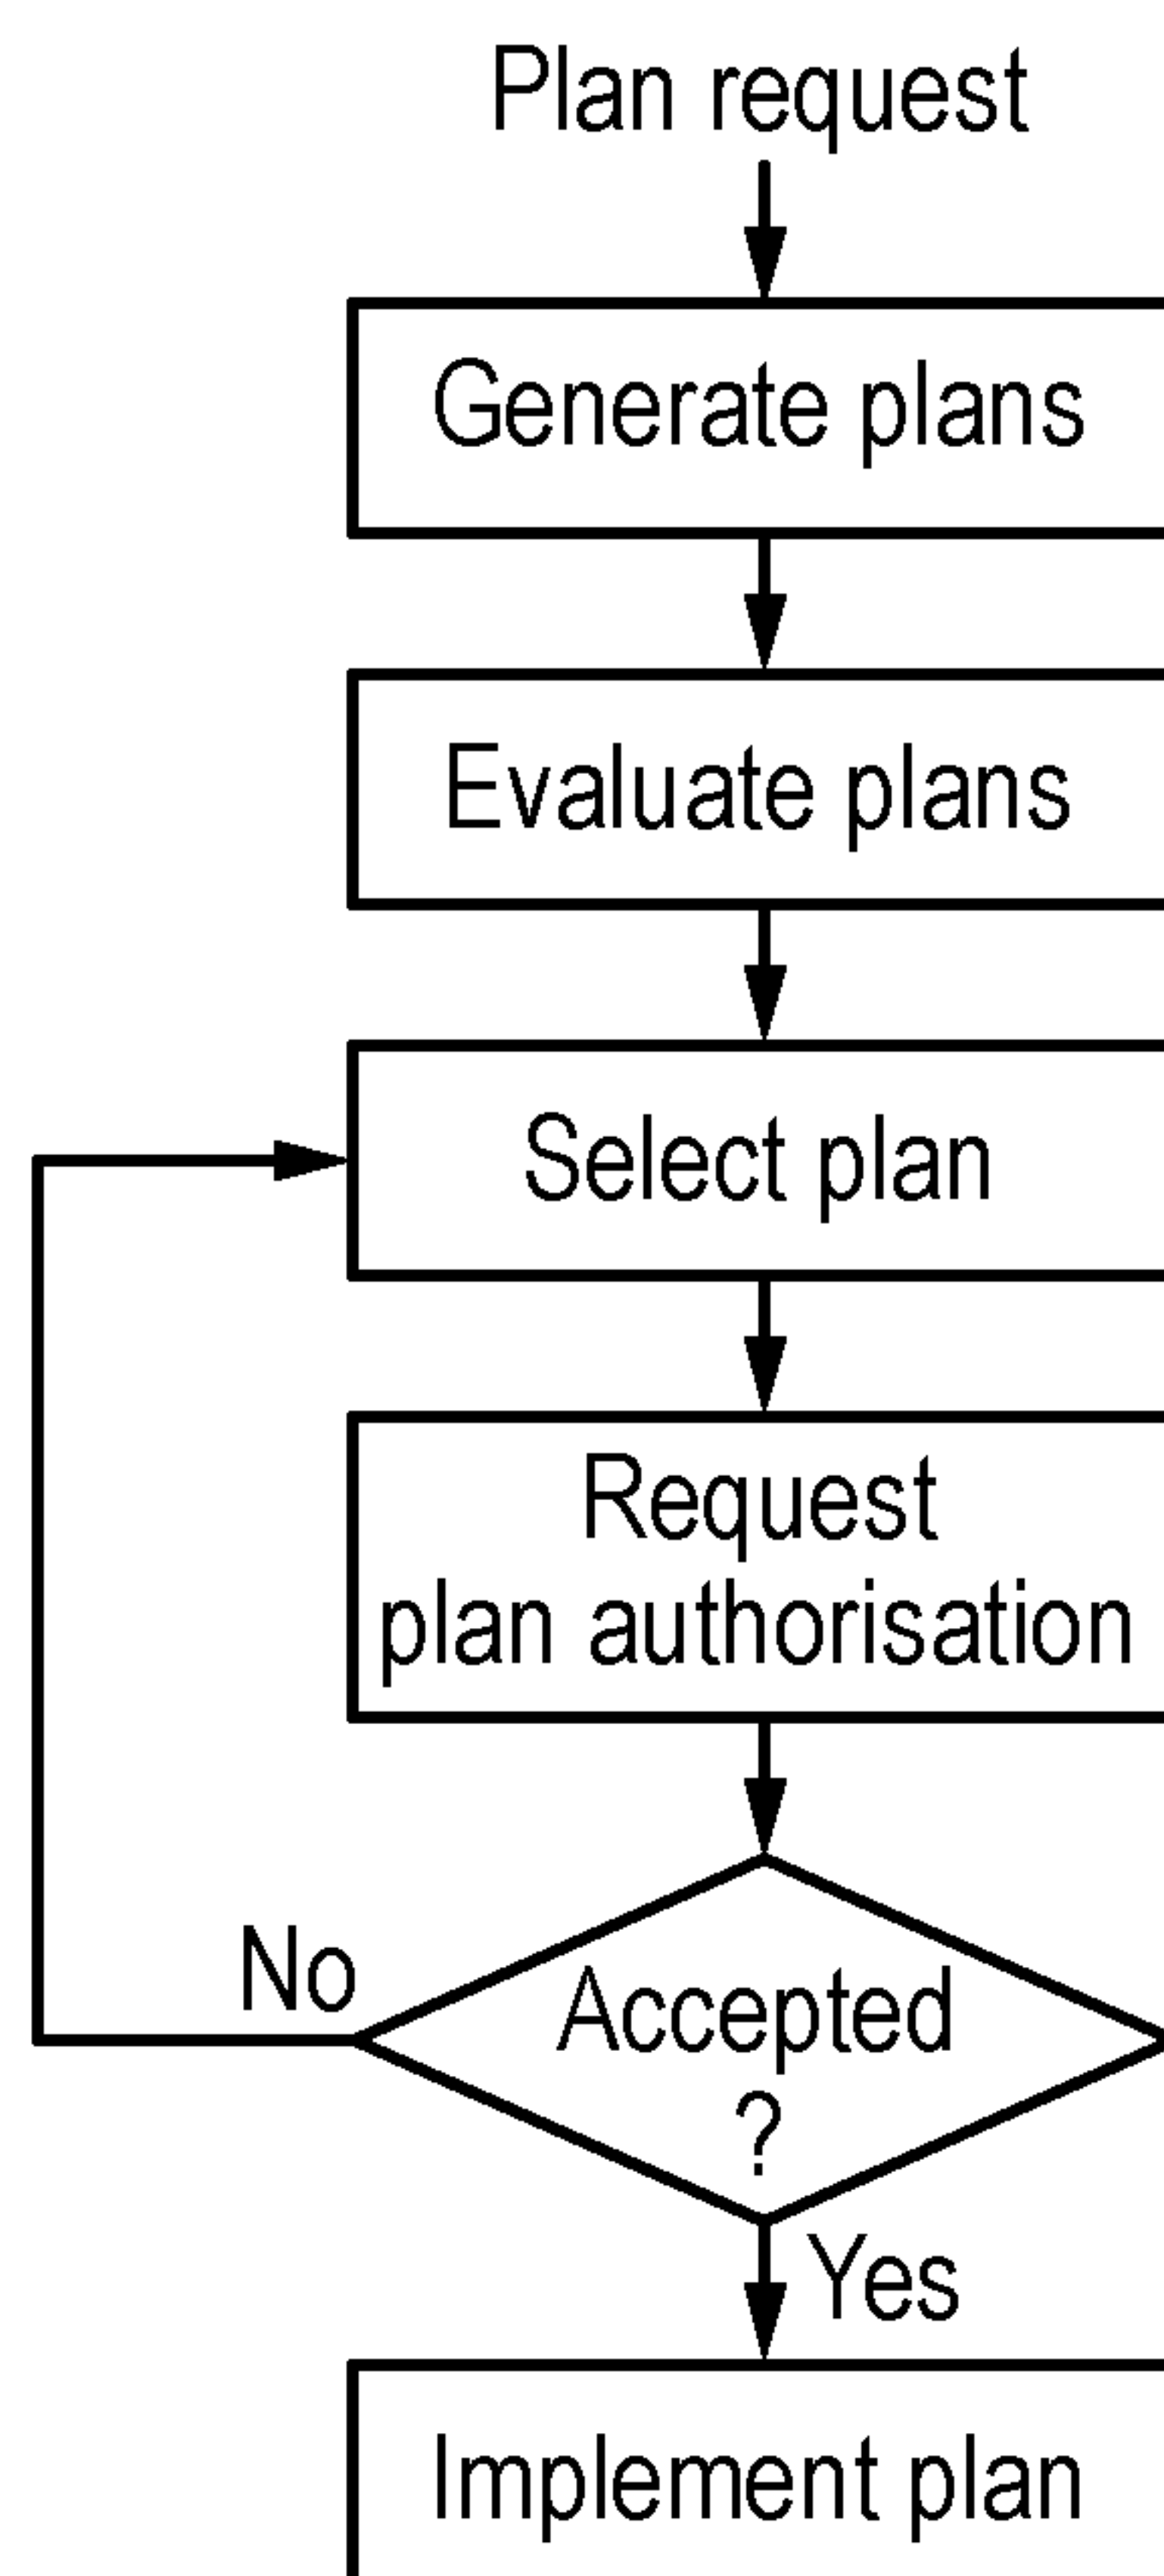 Plan request
Generate plans
Evaluate plans
Select plan
Request
plan authorisation
No
Accepted
?
Yes
Implement plan